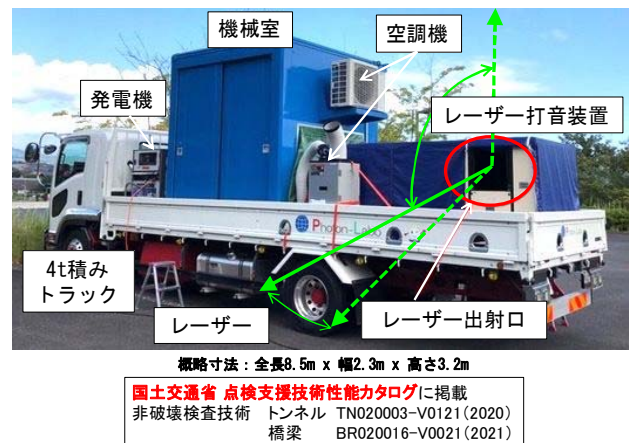 機械室
空調機
発電機
レーザー打音装置
Photon-Labo
4t積み
トラック
レーザー
レーザー出射口
概略寸法:全長8.5m x 幅2.3m x 高さ3.2m
国土交通省 点検支援技術性能カタログに掲載
非破壊検査技術 トンネル TN020003-V0121(2020)
橋梁 BR020016-V0021(2021)